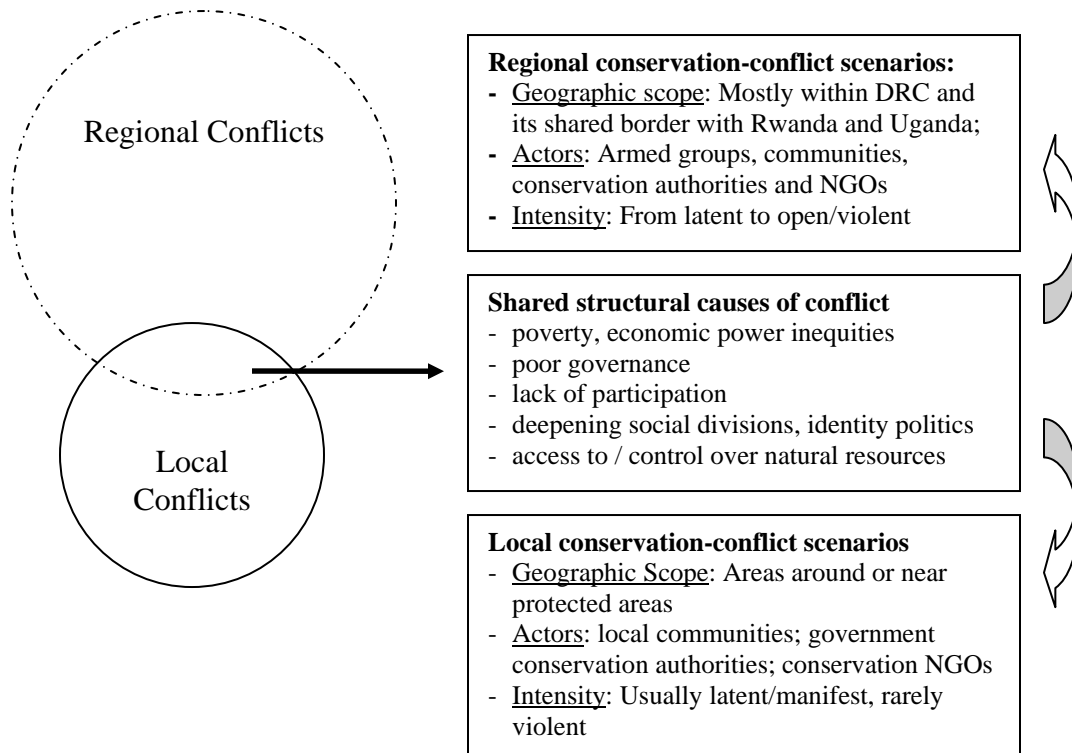 Regional Conflicts
Local
Conflicts
Regional conservation-conflict scenarios:
- Geographic scope: Mostly within DRC and
its shared border with Rwanda and Uganda;
- Actors: Armed groups, communities,
conservation authorities and NGOs
- Intensity: From latent to open/violent
Shared structural causes of conflict
- poverty, economic power inequities
- poor governance
- lack of participation
- deepening social divisions, identity politics
- access to / control over natural resources
Local conservation-conflict scenarios
- Geographic Scope: Areas around or near
protected areas
- Actors: local communities; government
conservation authorities; conservation NGOs
- Intensity: Usually latent/manifest, rarely
violent